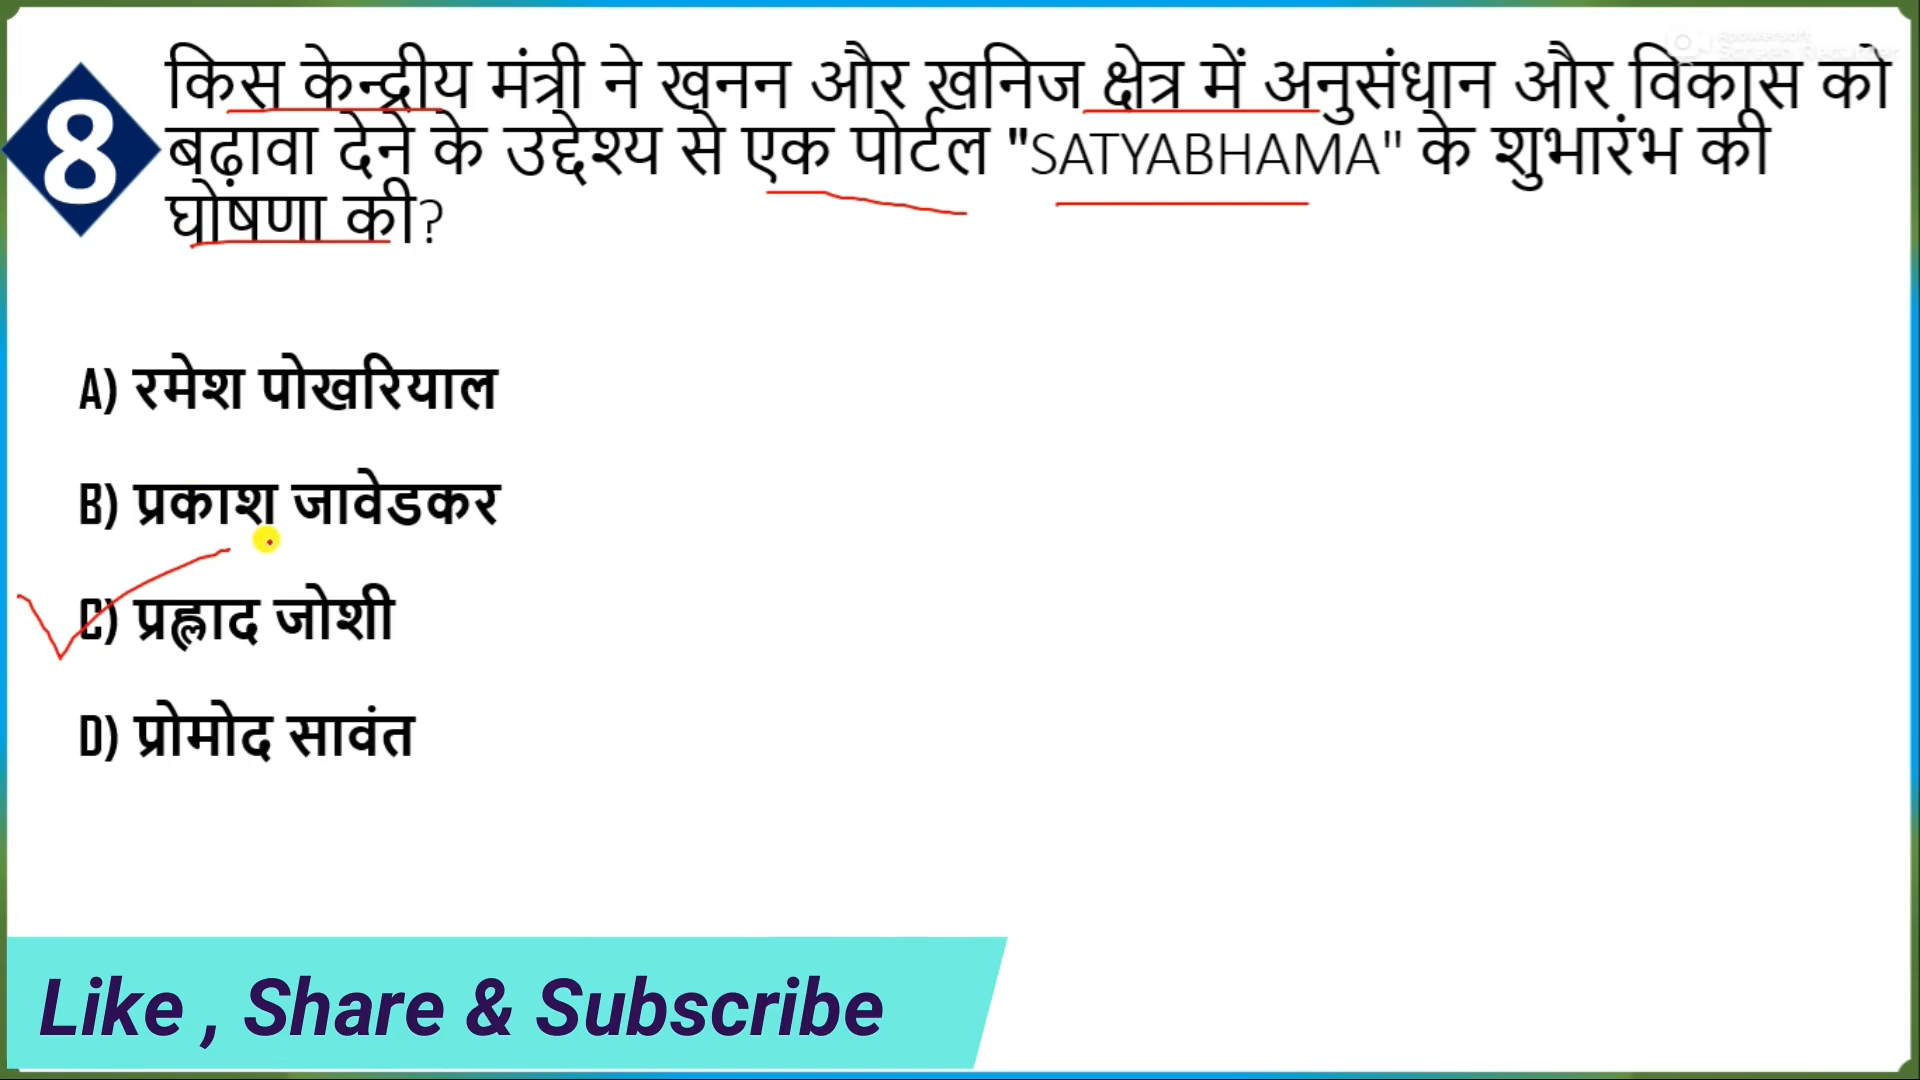 8
किस केन्द्रीय मंत्री ने खनन और खनिज क्षेत्र में अनुसंधान और विकास को
बढ़ावा देने के उद्देश्य से एक पोर्टल "SATYABHAMA" के शुभारंभ की
घोषणा की?
A) रमेश पोखरियाल
B) प्रकाश जावेडकर
C) प्रह्लाद जोशी
D) प्रोमोद सावंत
Like , Share & Subscribe